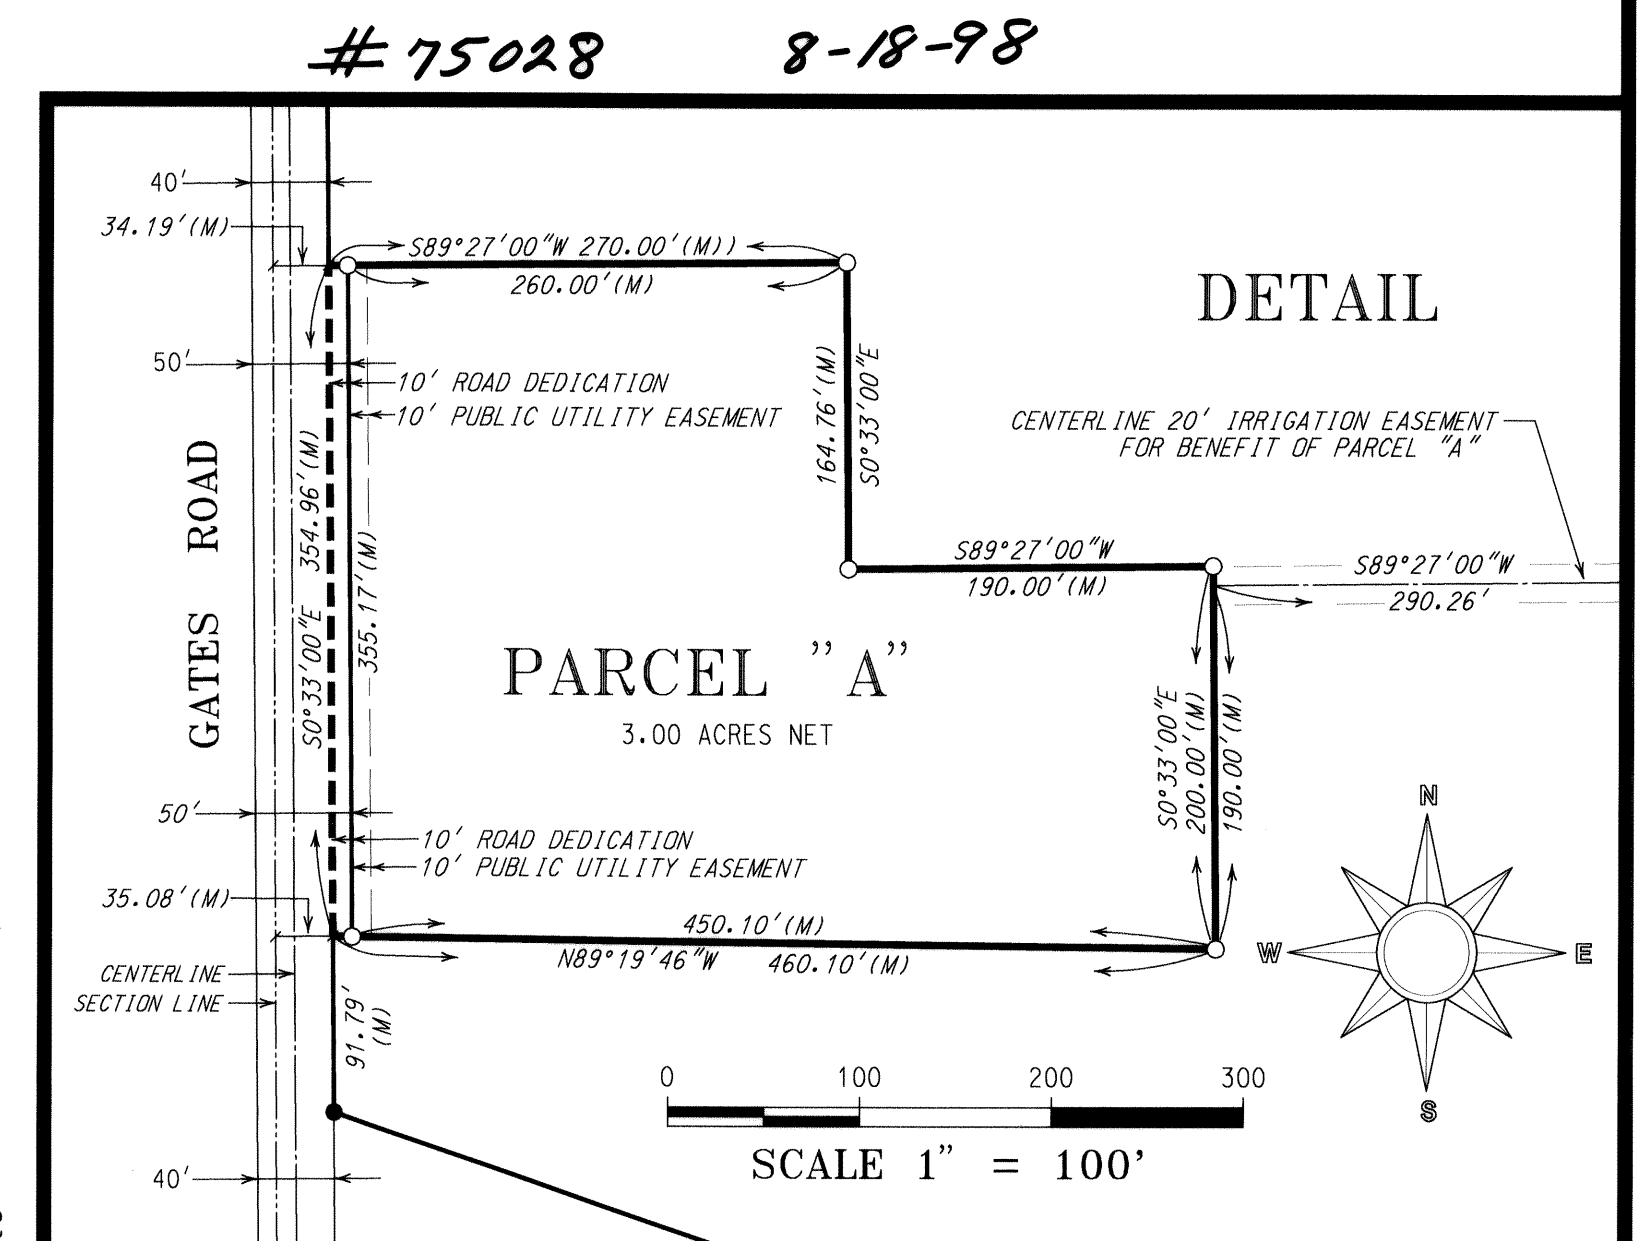 #75028 8-18-98
40'
34.19'(M)
S89°27'00"W 270.00'(M))
260.00'(M)
DETAIL
50'
10' ROAD DEDICATION
10' PUBLIC UTILITY EASEMENT
164.76'(M)
S0°33'00"E
CENTERLINE 20' IRRIGATION EASEMENT
FOR BENEFIT OF PARCEL "A"
GATES ROAD
S0°33'00"E 354.96'(M)
355.17'(M)
S89°27'00"W
190.00'(M)
S89°27'00"W
290.26'
PARCEL "A"
3.00 ACRES NET
S0°33'00"E
200.00'(M)
190.00'(M)
50'
10' ROAD DEDICATION
10' PUBLIC UTILITY EASEMENT
35.08'(M)
450.10'(M)
N89°19'46"W 460.10'(M)
CENTERLINE
SECTION LINE
91.79'
(M)
N
W
E
S
0 100 200 300
SCALE 1" = 100'
40'